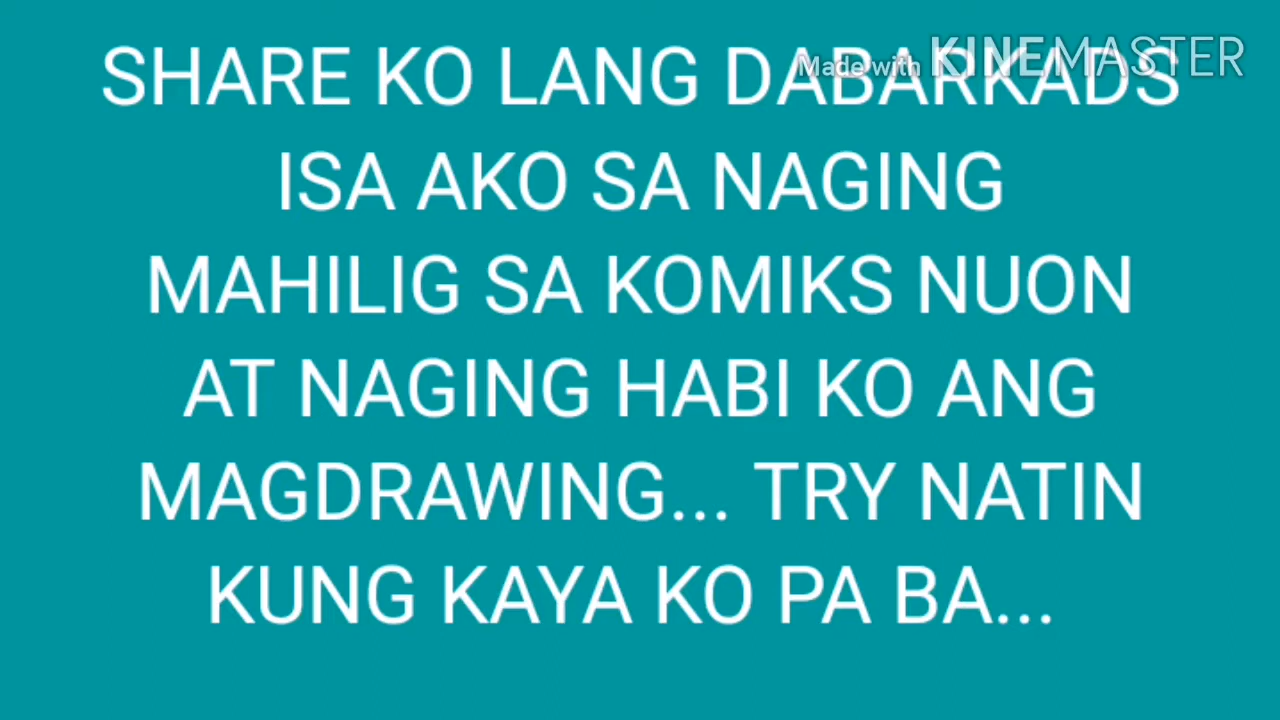 SHARE KO LANG DABARKADS
Made with KINEMASTER
ISA AKO SA NAGING
MAHILIG SA KOMIKS NUON
AT NAGING HABI KO ANG
MAGDRAWING... TRY NATIN
KUNG KAYA KO PA BA...